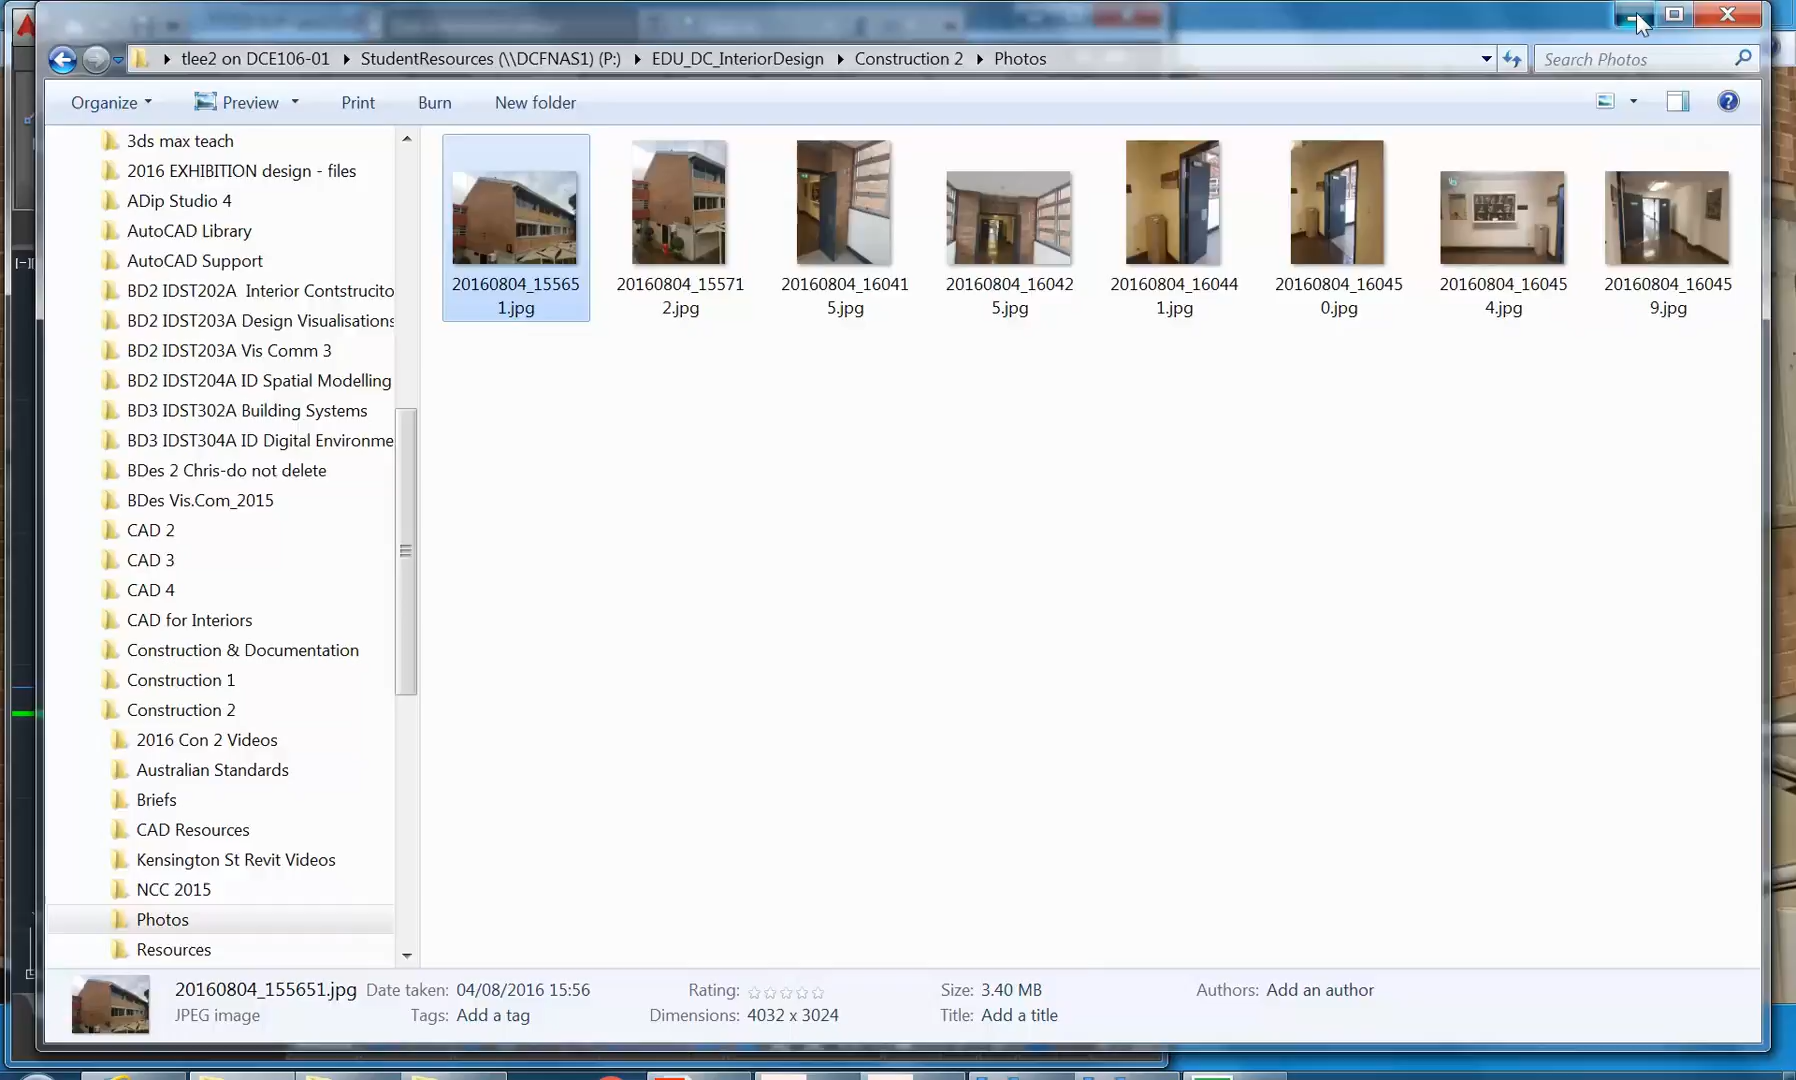 tlee2 on DCE106-01 StudentResources (\\DCFNAS1) (P:) EDU_DC_InteriorDesign Construction 2 Photos Search Photos
Organize Preview Print Burn New folder
3ds max teach
2016 EXHIBITION design - files
ADip Studio 4
AutoCAD Library
AutoCAD Support
BD2 IDST202A Interior Contstrucito
BD2 IDST203A Design Visualisations
BD2 IDST203A Vis Comm 3
BD2 IDST204A ID Spatial Modelling
BD3 IDST302A Building Systems
BD3 IDST304A ID Digital Environme
BDes 2 Chris-do not delete
BDes Vis.Com_2015
CAD 2
CAD 3
CAD 4
CAD for Interiors
Construction & Documentation
Construction 1
Construction 2
2016 Con 2 Videos
Australian Standards
Briefs
CAD Resources
Kensington St Revit Videos
NCC 2015
Photos
Resources
20160804_15565 20160804_15571 20160804_16041 20160804_16042 20160804_16044 20160804_16045 20160804_16045 20160804_16045
1.jpg 2.jpg 5.jpg 5.jpg 1.jpg 0.jpg 4.jpg 9.jpg
20160804_155651.jpg Date taken: 04/08/2016 15:56 Rating: Size: 3.40 MB Authors: Add an author
JPEG image Tags: Add a tag Dimensions: 4032 x 3024 Title: Add a title